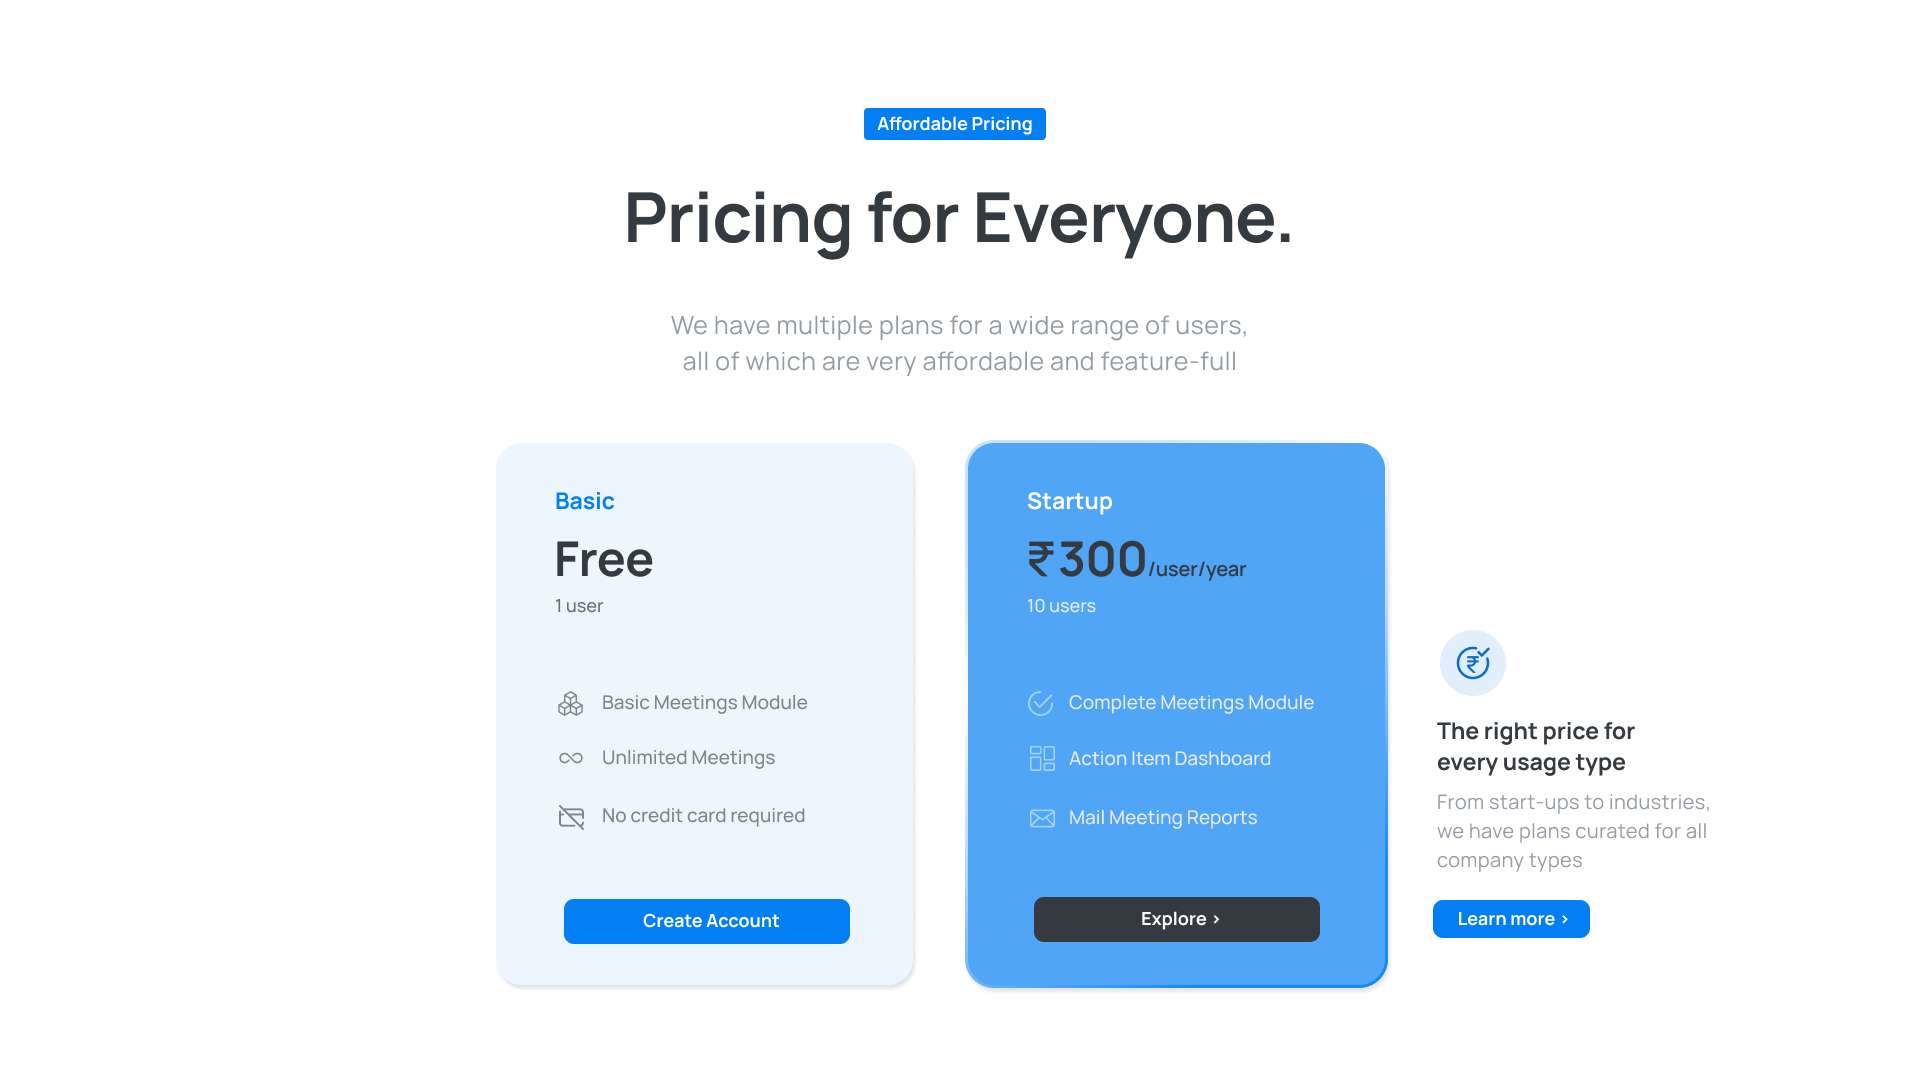 Affordable Pricing
Pricing for Everyone.
We have multiple plans for a wide range of users,
all of which are very affordable and feature-full
Basic
Free
1 user
Basic Meetings Module
Unlimited Meetings
No credit card required
Create Account
Startup
₹300/user/year
10 users
Complete Meetings Module
Action Item Dashboard
Mail Meeting Reports
Explore >
₹
The right price for
every usage type
From start-ups to industries,
we have plans curated for all
company types
Learn more >